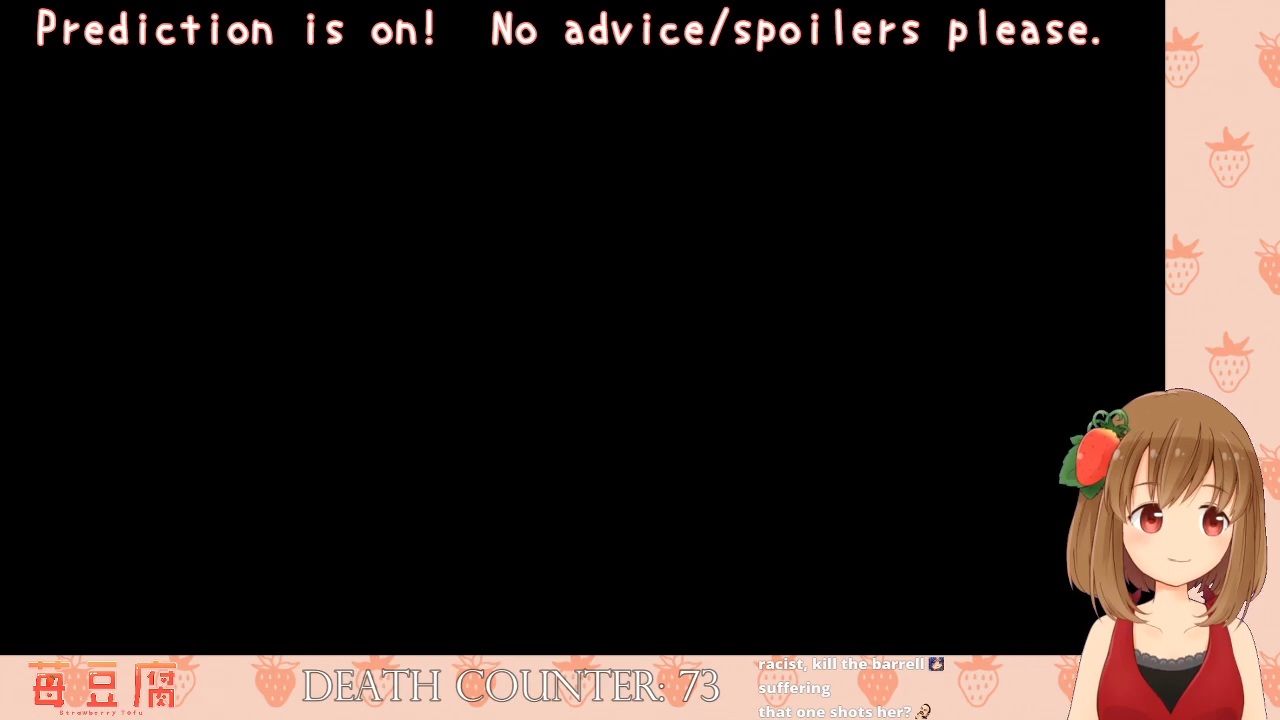 Prediction is on!   No advice/spoilers please.
racist, kill the barrell
苺豆腐
DEATH COUNTER: 73
suffering
Strawberry Tofu
that one shots her?